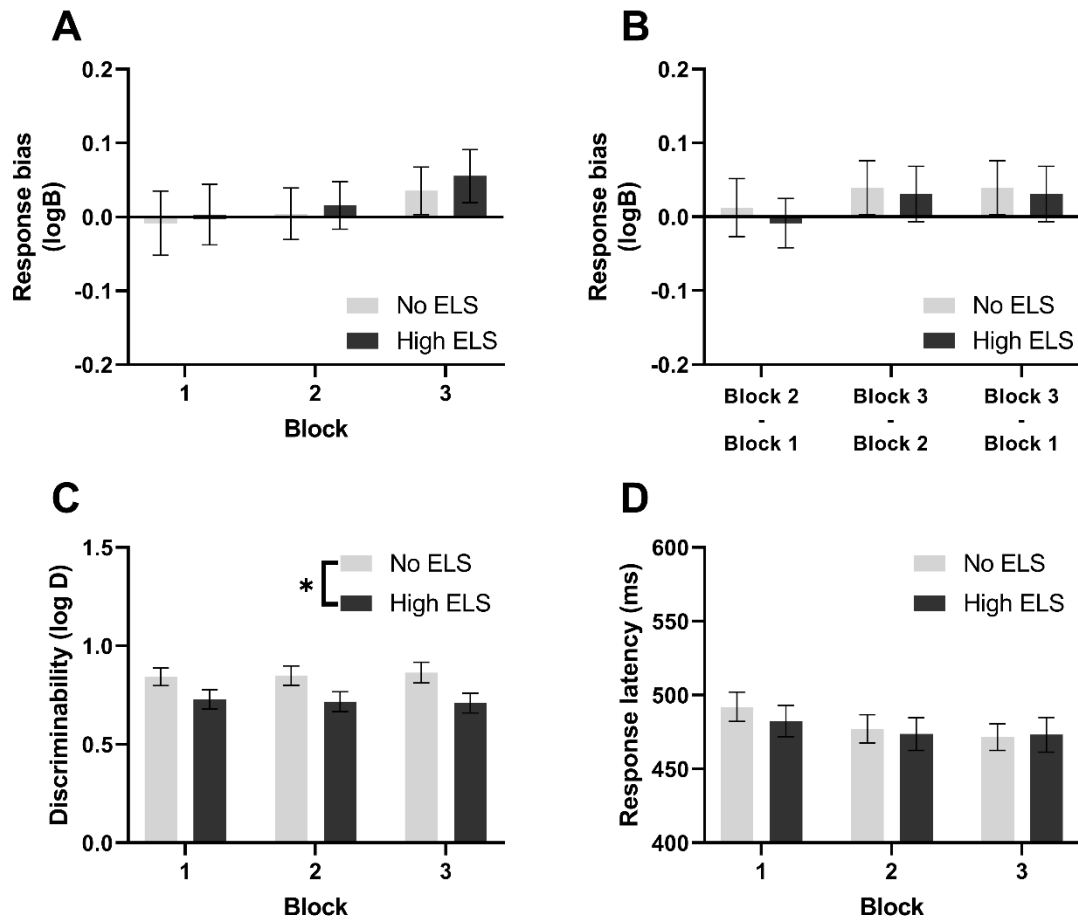 A
Response bias
(logB)
0.2
0.1
0.0
-0.1
-0.2
No ELS
High ELS
1 2 3
Block
B
Response bias
(logB)
0.2
0.1
0.0
-0.1
-0.2
No ELS
High ELS
Block 2 Block 3 Block 3
- - -
Block 1 Block 2 Block 1
C
Discriminability (log D)
1.5
1.0
0.5
0.0
* No ELS
High ELS
1 2 3
Block
D
Response latency (ms)
600
550
500
450
400
No ELS
High ELS
1 2 3
Block